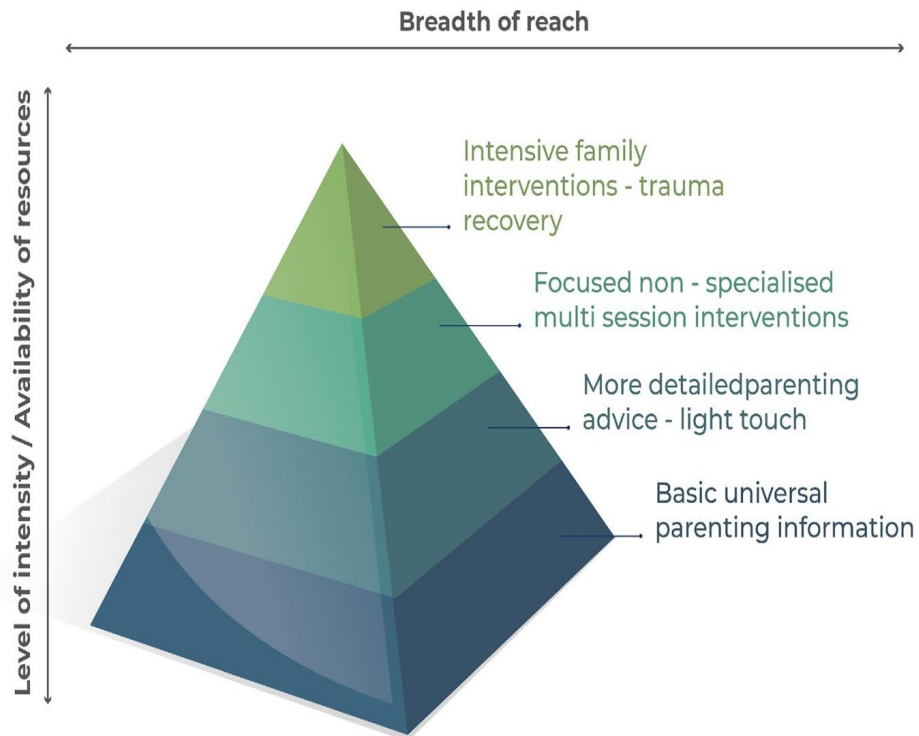 Breadth of reach
Level of intensity / Availability of resources
Intensive family
interventions - trauma
recovery
Focused non - specialised
multi session interventions
More detailedparenting
advice - light touch
Basic universal
parenting information